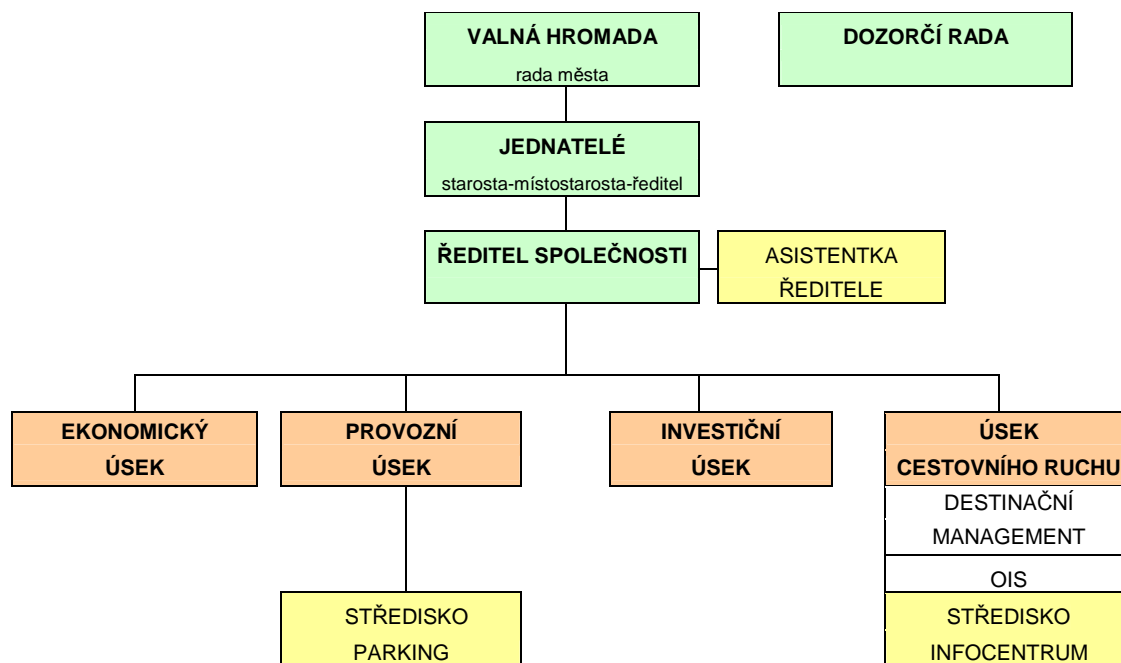 VALNÁ HROMADA
rada města
DOZORČÍ RADA
JEDNATELÉ
starosta-místostarosta-ředitel
ŘEDITEL SPOLEČNOSTI
ASISTENTKA
ŘEDITELE
EKONOMICKÝ
ÚSEK
PROVOZNÍ
ÚSEK
INVESTIČNÍ
ÚSEK
ÚSEK
CESTOVNÍHO RUCHU
DESTINAČNÍ
MANAGEMENT
OIS
STŘEDISKO
PARKING
STŘEDISKO
INFOCENTRUM